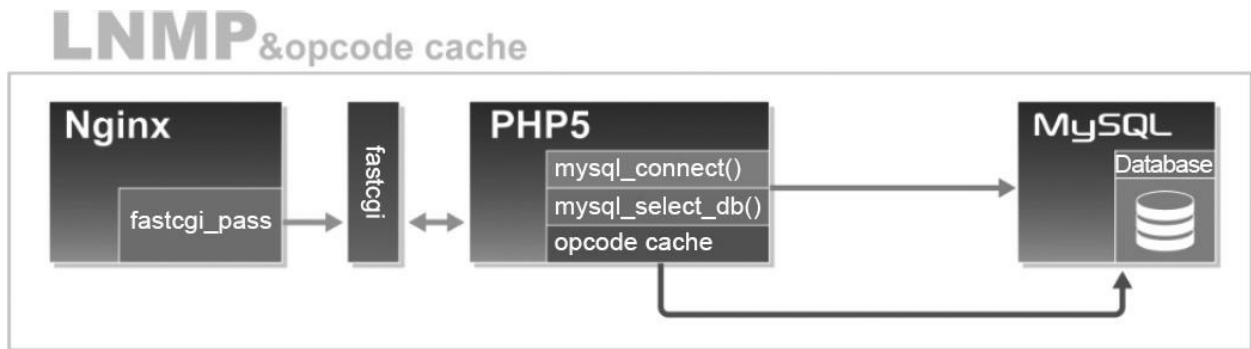 LNMP&opcode cache
Nginx
fastcgi_pass
fastcgi
PHP5
mysql_connect()
mysql_select_db()
opcode cache
MySQL
Database